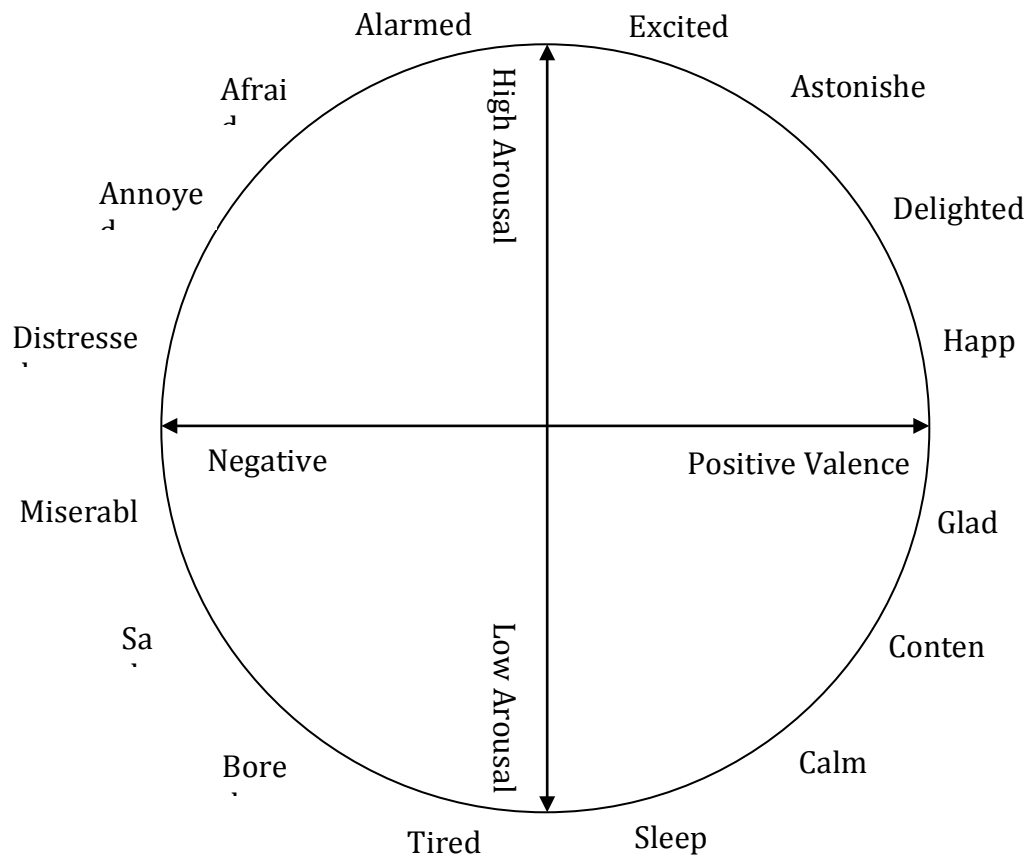 Alarmed
Excited
Afrai
Astonishe
Annoye
Delighted
Distresse
Happ
High Arousal
Negative
Positive Valence
Miserabl
Glad
Sa
Conten
Low Arousal
Bore
Calm
Tired
Sleep